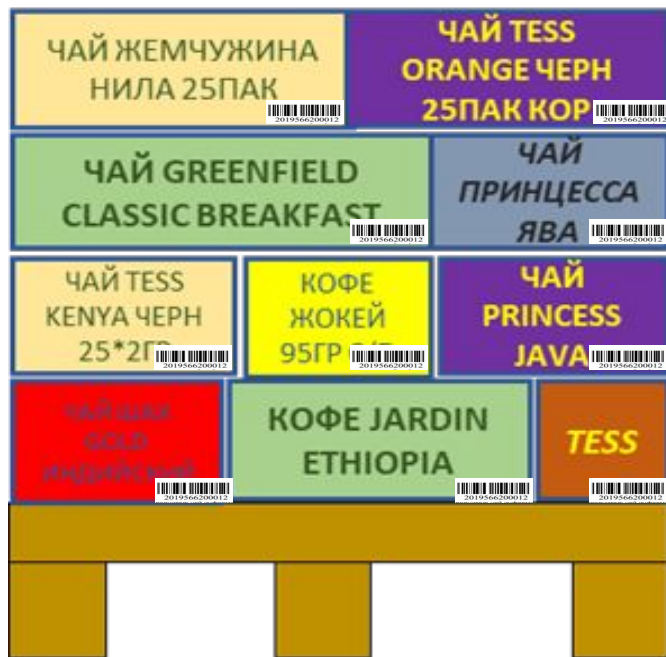 ЧАЙ ЖЕМЧУЖИНА
НИЛА 25ПАК
2019566200012
ЧАЙ TESS
ORANGE ЧЕРН
25ПАК КОР
2019566200012
ЧАЙ GREENFIELD
CLASSIC BREAKFAST
2019566200012
ЧАЙ
ПРИНЦЕССА
ЯВА
2019566200012
ЧАЙ TESS
KENYA ЧЕРН
25*2ГР
2019566200012
КОФЕ
ЖОКЕЙ
95ГР
2019566200012
ЧАЙ
PRINCESS
JAVA
2019566200012
ЧАЙ ШАХ
GOLD
ИНДИЙСКИЙ
2019566200012
КОФЕ JARDIN
ETHIOPIA
2019566200012
TESS
2019566200012